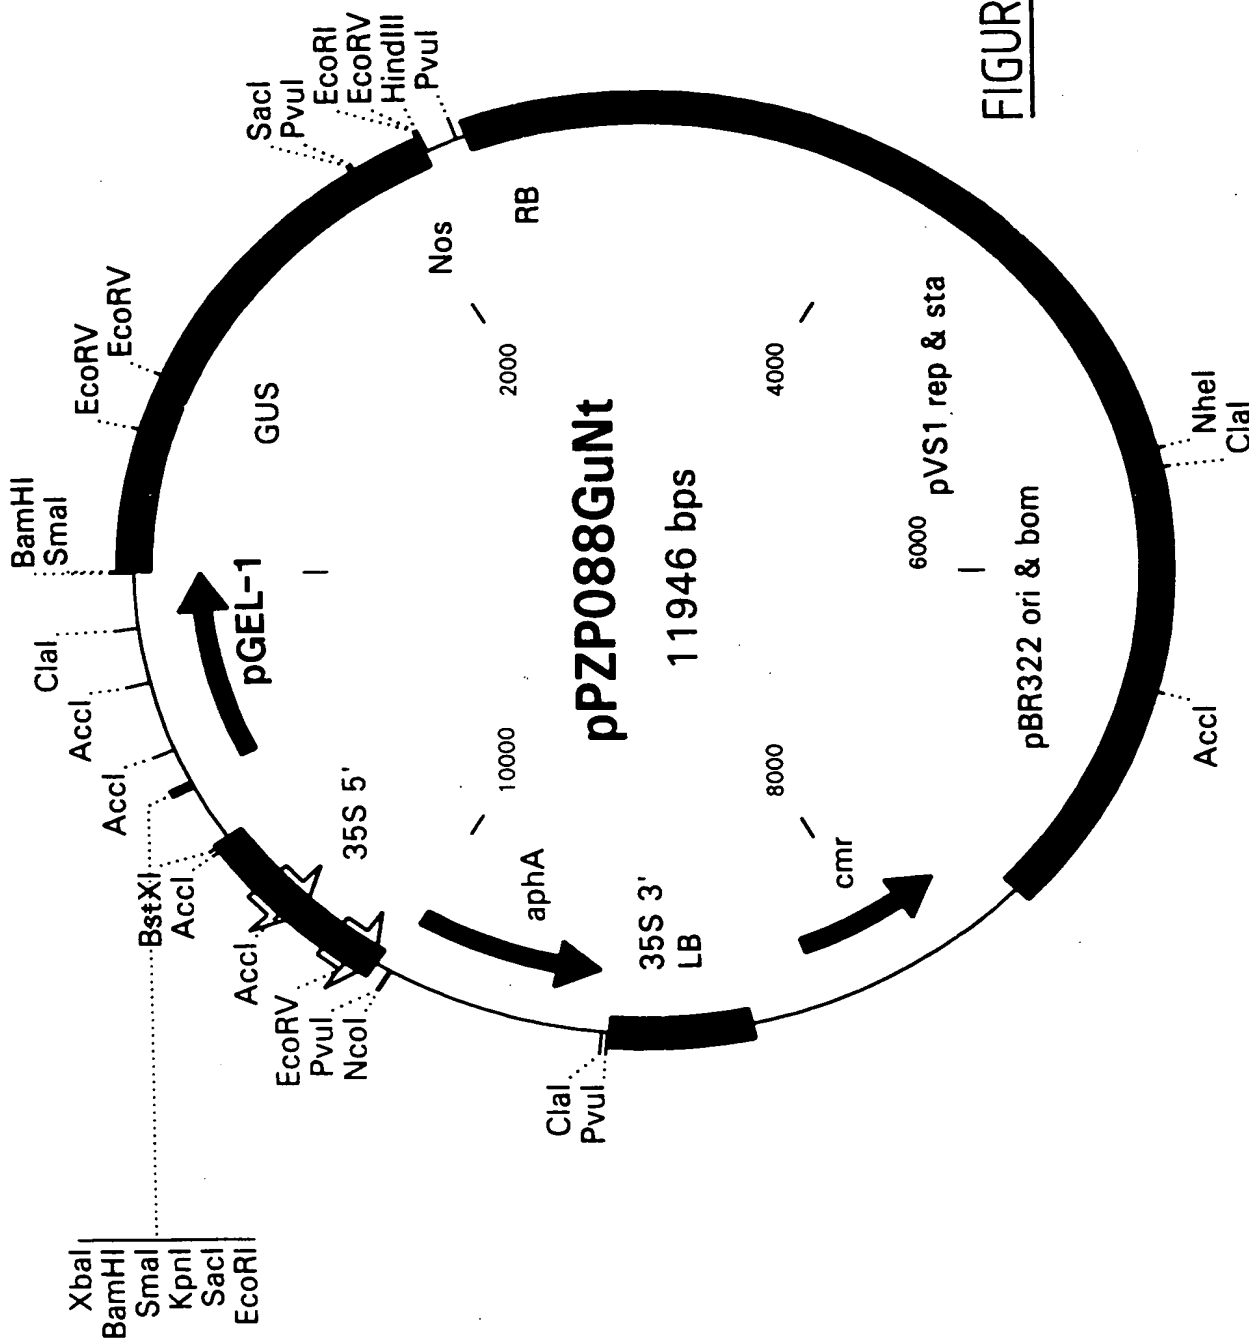 XbaI
BamHI
SmaI
KpnI
SacI
EcoRI
BstXI
AccI
AccI
EcoRV
PvuI
NcoI
ClaI
PvuI
AccI
AccI
ClaI
BamHI
SmaI
EcoRV
EcoRV
SacI
PvuI
EcoRI
EcoRV
HindIII
PvuI
NheI
ClaI
AccI
pGEL-1
GUS
Nos
RB
35S 5'
aphA
35S 3'
LB
cmr
pVS1 rep & sta
pBR322 ori & bom
2000
4000
6000
8000
10000
pPZP088GuNt
11946 bps
FIGUR